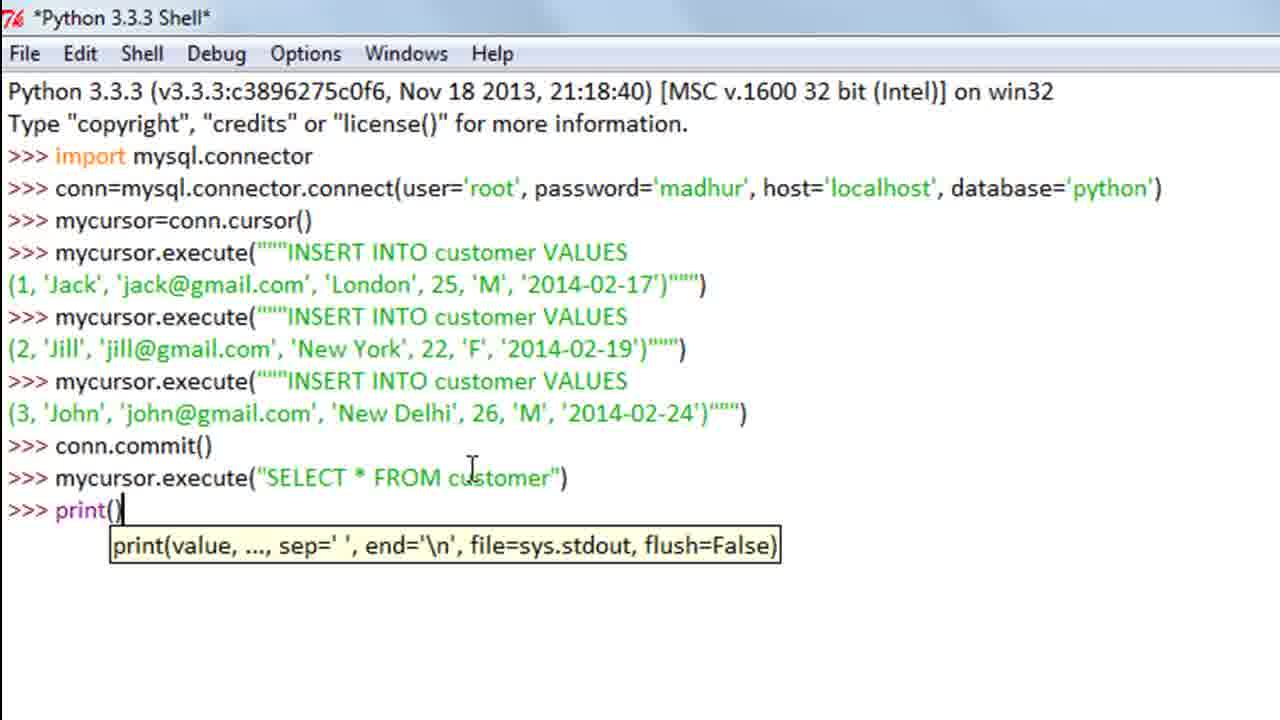 *Python 3.3.3 Shell*
File Edit Shell Debug Options Windows Help
Python 3.3.3 (v3.3.3:c3896275c0f6, Nov 18 2013, 21:18:40) [MSC v.1600 32 bit (Intel)] on win32
Type "copyright", "credits" or "license()" for more information.
>>> import mysql.connector
>>> conn=mysql.connector.connect(user='root', password='madhur', host='localhost', database='python')
>>> mycursor=conn.cursor()
>>> mycursor.execute("""INSERT INTO customer VALUES
(1, 'Jack', 'jack@gmail.com', 'London', 25, 'M', '2014-02-17')""")
>>> mycursor.execute("""INSERT INTO customer VALUES
(2, 'Jill', 'jill@gmail.com', 'New York', 22, 'F', '2014-02-19')""")
>>> mycursor.execute("""INSERT INTO customer VALUES
(3, 'John', 'john@gmail.com', 'New Delhi', 26, 'M', '2014-02-24')""")
>>> conn.commit()
>>> mycursor.execute("SELECT * FROM customer")
>>> print()
print(value, ..., sep=' ', end='\n', file=sys.stdout, flush=False)